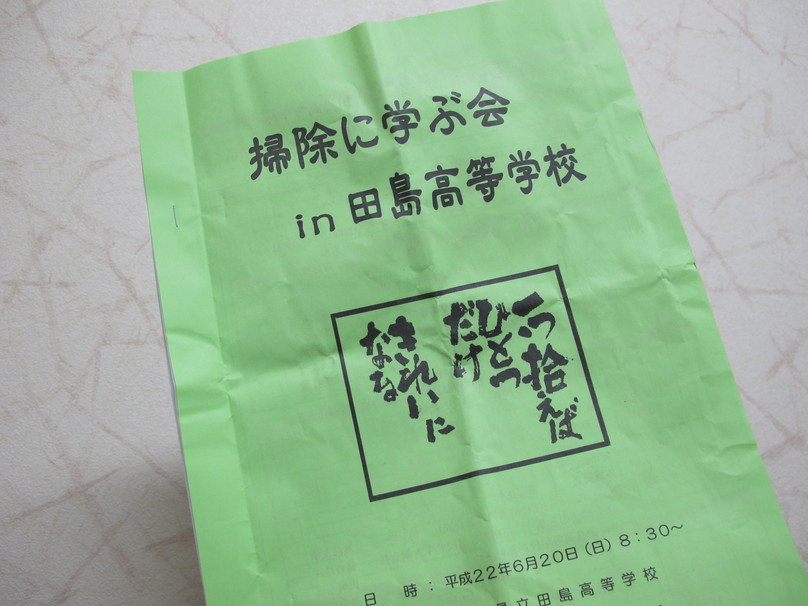 掃除に学ぶ会
in 田島高等学校
一つ拾えば
ひとつ
だけ
きれいに
なる
日　時：平成22年6月20日（日）8：30～
立田島高等学校